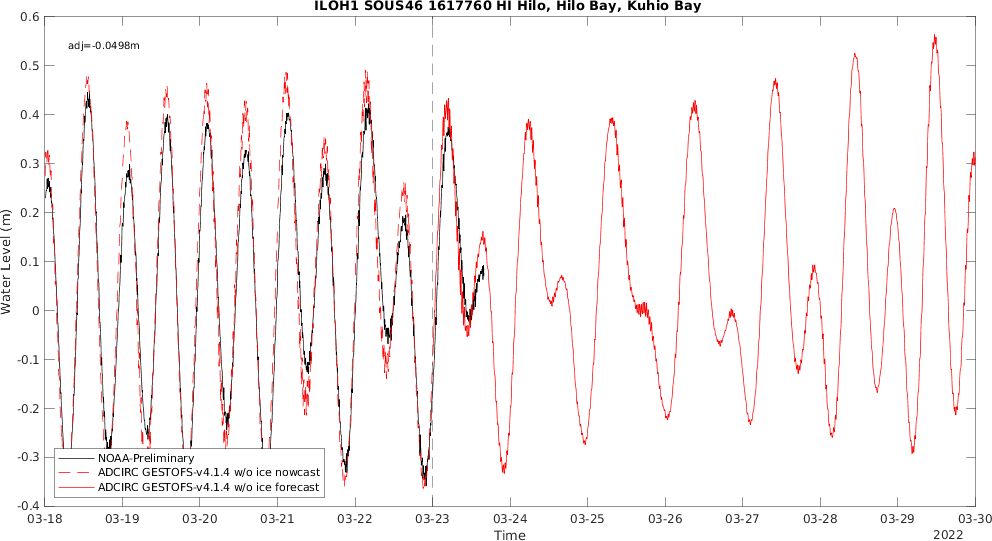 ILOH1 SOUS46 1617760 HI Hilo, Hilo Bay, Kuhio Bay
adj=-0.0498m
0.6
0.5
0.4
0.3
0.2
0.1
0
-0.1
-0.2
-0.3
-0.4
Water Level (m)
NOAA-Preliminary
ADCIRC GESTOFS-v4.1.4 w/o ice nowcast
ADCIRC GESTOFS-v4.1.4 w/o ice forecast
03-18 03-19 03-20 03-21 03-22 03-23 03-24 03-25 03-26 03-27 03-28 03-29 03-30
Time
2022